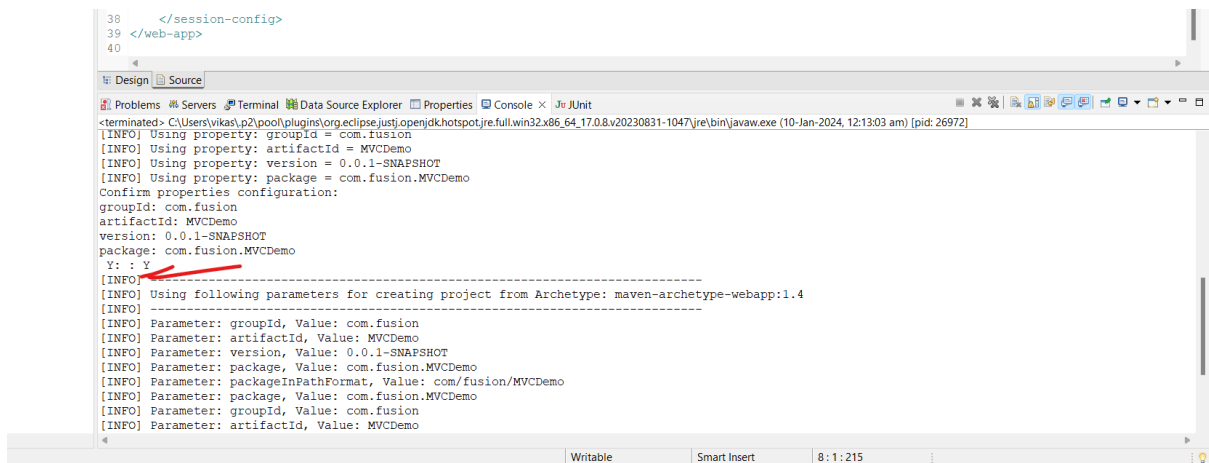 38 </session-config>
39 </web-app>
40
Design Source
Problems Servers Terminal Data Source Explorer Properties Console × Ju JUnit
<terminated> C:\Users\vikas\.p2\pool\plugins\org.eclipse.justj.openjdk.hotspot.jre.full.win32.x86_64_17.0.8.v20230831-1047\jre\bin\javaw.exe (10-Jan-2024, 12:13:03 am) [pid: 26972]
[INFO] Using property: groupId = com.fusion
[INFO] Using property: artifactId = MVCDemo
[INFO] Using property: version = 0.0.1-SNAPSHOT
[INFO] Using property: package = com.fusion.MVCDemo
Confirm properties configuration:
groupId: com.fusion
artifactId: MVCDemo
version: 0.0.1-SNAPSHOT
package: com.fusion.MVCDemo
Y: : Y
[INFO] ----------------------------------------------------------------------------
[INFO] Using following parameters for creating project from Archetype: maven-archetype-webapp:1.4
[INFO] ----------------------------------------------------------------------------
[INFO] Parameter: groupId, Value: com.fusion
[INFO] Parameter: artifactId, Value: MVCDemo
[INFO] Parameter: version, Value: 0.0.1-SNAPSHOT
[INFO] Parameter: package, Value: com.fusion.MVCDemo
[INFO] Parameter: packageInPathFormat, Value: com/fusion/MVCDemo
[INFO] Parameter: package, Value: com.fusion.MVCDemo
[INFO] Parameter: groupId, Value: com.fusion
[INFO] Parameter: artifactId, Value: MVCDemo
Writable Smart Insert 8 : 1 : 215